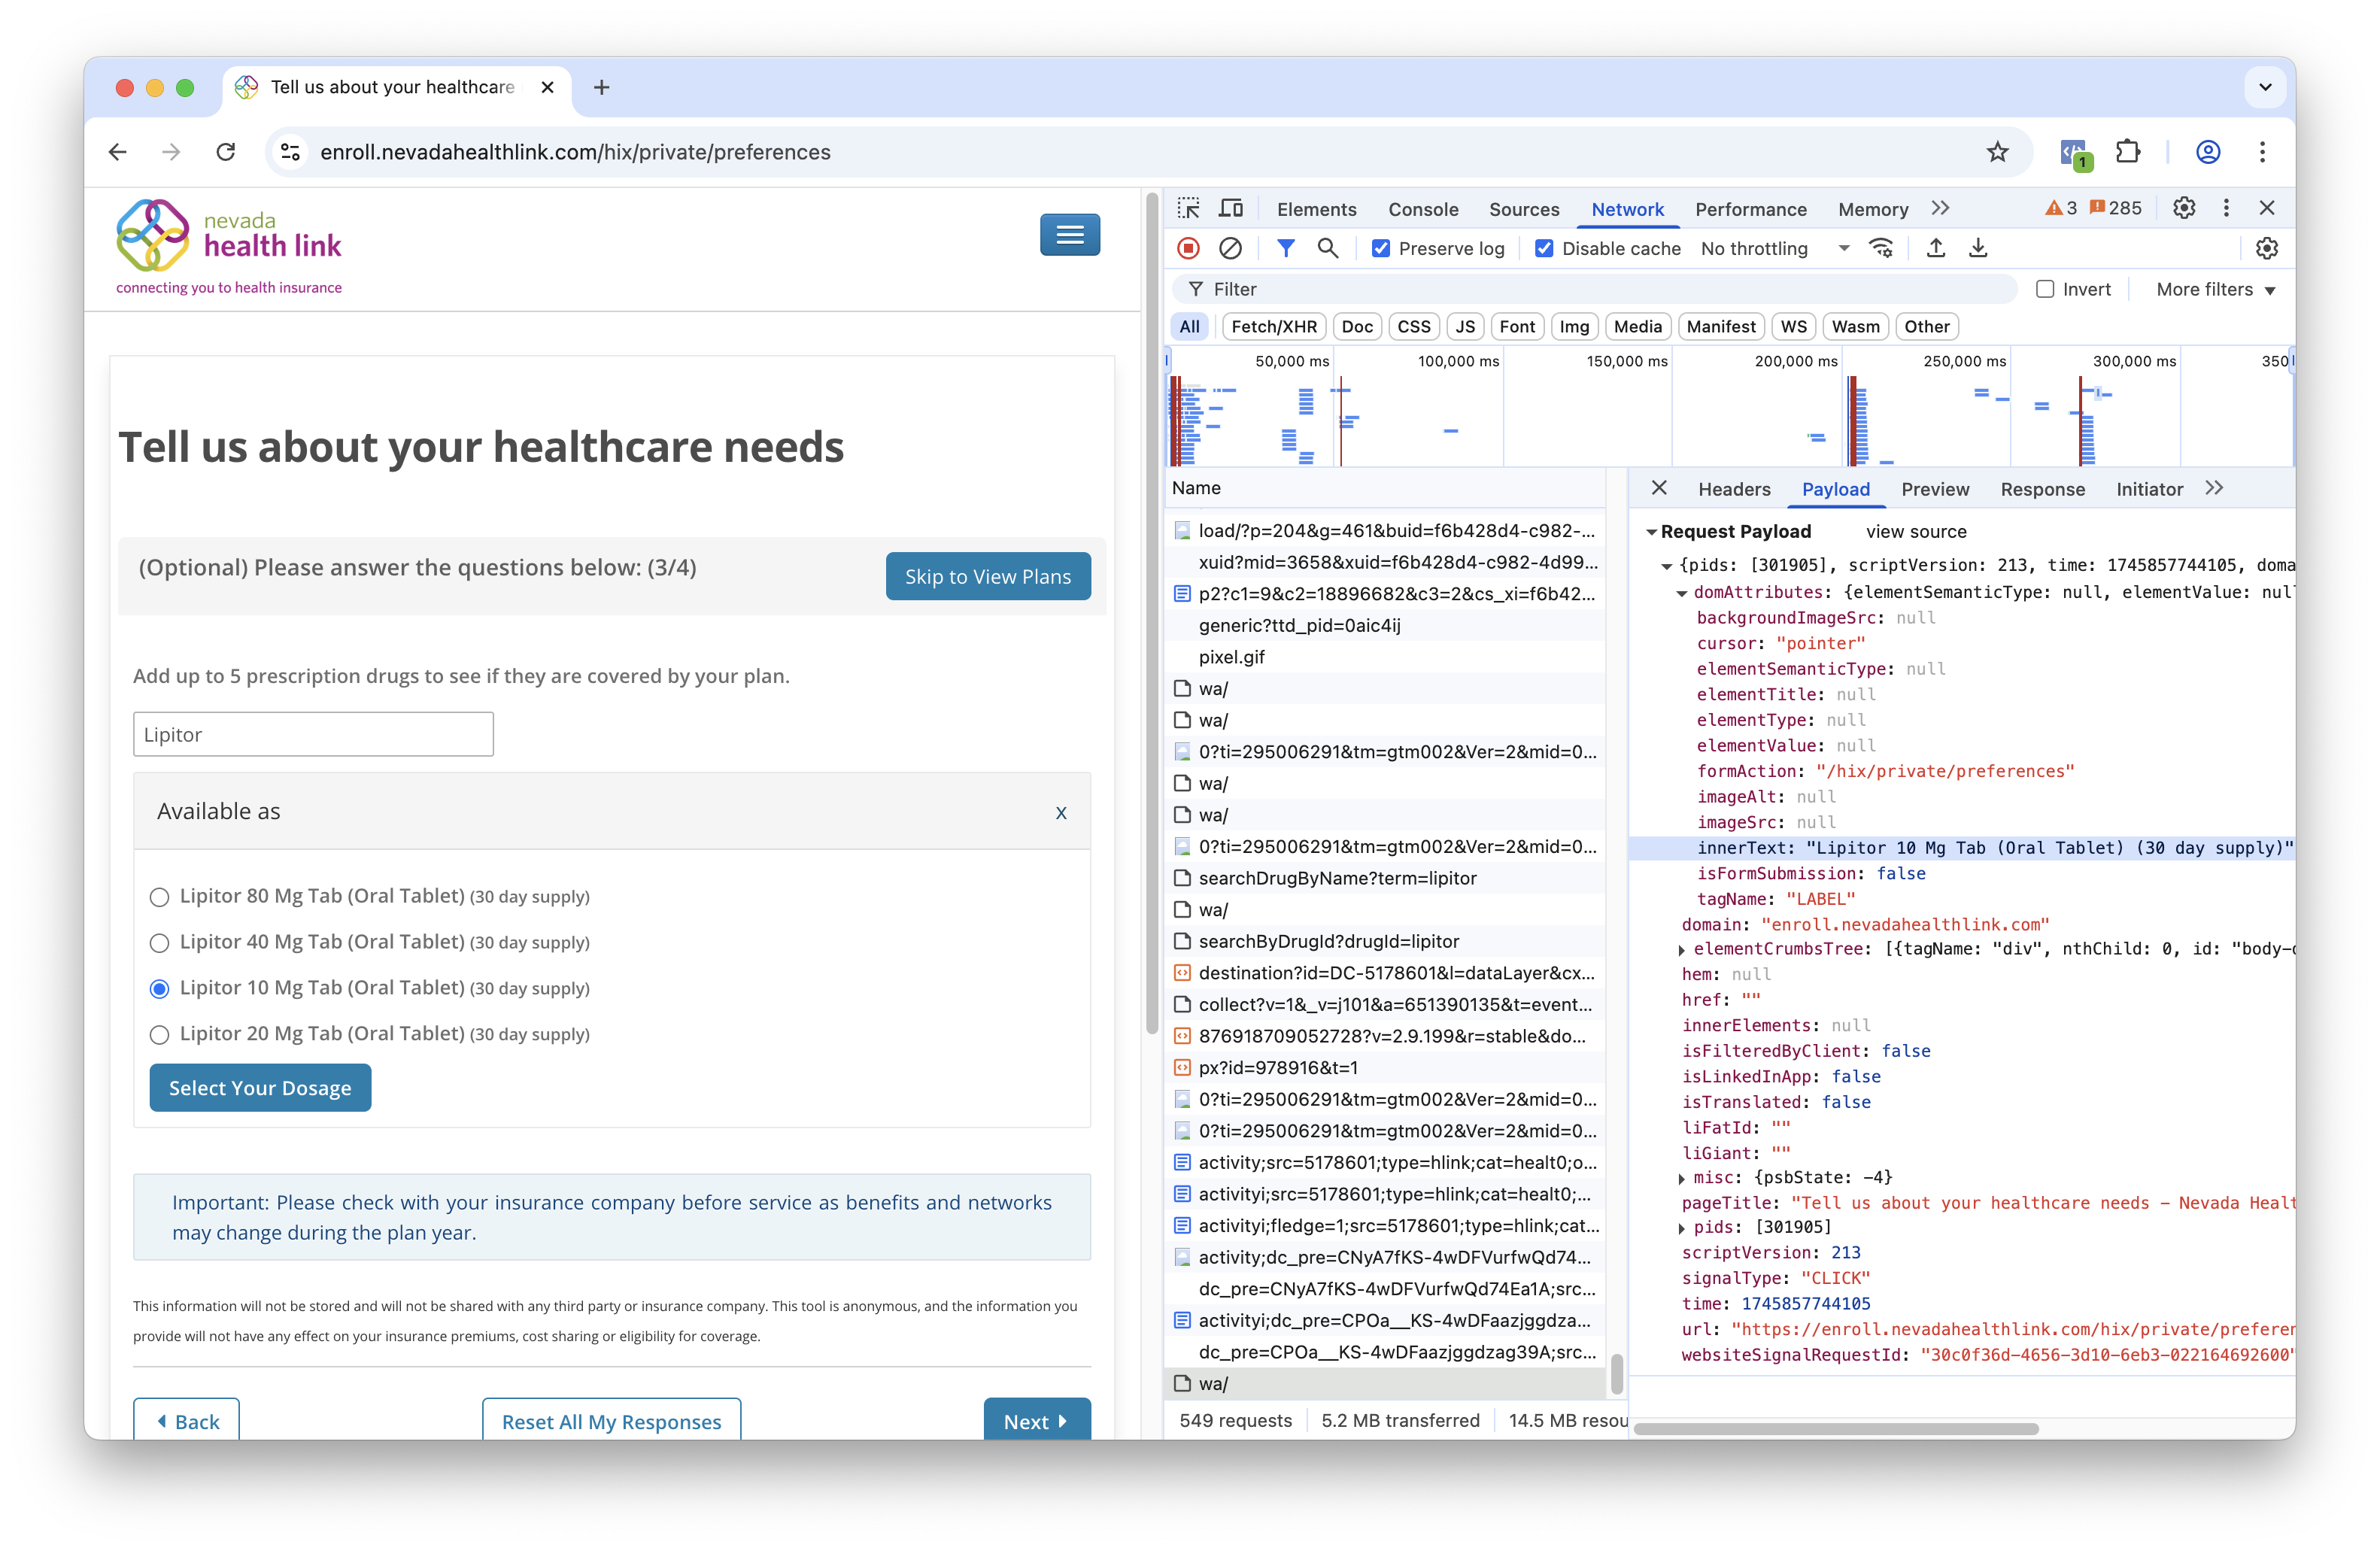 Tell us about your healthcare
enroll.nevadahealthlink.com/hix/private/preferences
1
nevada
health link
connecting you to health insurance
Tell us about your healthcare needs
(Optional) Please answer the questions below: (3/4)
Skip to View Plans
Add up to 5 prescription drugs to see if they are covered by your plan.
Lipitor
Available as
x
Lipitor 80 Mg Tab (Oral Tablet) (30 day supply)
Lipitor 40 Mg Tab (Oral Tablet) (30 day supply)
Lipitor 10 Mg Tab (Oral Tablet) (30 day supply)
Lipitor 20 Mg Tab (Oral Tablet) (30 day supply)
Select Your Dosage
Important: Please check with your insurance company before service as benefits and networks
may change during the plan year.
This information will not be stored and will not be shared with any third party or insurance company. This tool is anonymous, and the information you
provide will not have any effect on your insurance premiums, cost sharing or eligibility for coverage.
Back
Reset All My Responses
Next
Elements Console Sources Network Performance Memory 3 285
Preserve log Disable cache No throttling
Filter Invert More filters
All Fetch/XHR Doc CSS JS Font Img Media Manifest WS Wasm Other
50,000 ms 100,000 ms 150,000 ms 200,000 ms 250,000 ms 300,000 ms 350
Name
load/?p=204&g=461&buid=f6b428d4-c982-...
xuid?mid=3658&xuid=f6b428d4-c982-4d99...
p2?c1=9&c2=18896682&c3=2&cs_xi=f6b42...
generic?ttd_pid=0aic4ij
pixel.gif
wa/
wa/
0?ti=295006291&tm=gtm002&Ver=2&mid=0...
wa/
wa/
0?ti=295006291&tm=gtm002&Ver=2&mid=0...
searchDrugByName?term=lipitor
wa/
searchByDrugId?drugId=lipitor
destination?id=DC-5178601&l=dataLayer&cx...
collect?v=1&_v=j101&a=651390135&t=event...
876918709052728?v=2.9.199&r=stable&do...
px?id=978916&t=1
0?ti=295006291&tm=gtm002&Ver=2&mid=0...
0?ti=295006291&tm=gtm002&Ver=2&mid=0...
activity;src=5178601;type=hlink;cat=healt0;o...
activityi;src=5178601;type=hlink;cat=healt0;...
activityi;fledge=1;src=5178601;type=hlink;cat...
activity;dc_pre=CNyA7fKS-4wDFVurfwQd74...
dc_pre=CNyA7fKS-4wDFVurfwQd74Ea1A;src...
activityi;dc_pre=CPOa__KS-4wDFaazjggdza...
dc_pre=CPOa__KS-4wDFaazjggdzag39A;src...
wa/
549 requests 5.2 MB transferred 14.5 MB resou
Headers Payload Preview Response Initiator
Request Payload view source
{pids: [301905], scriptVersion: 213, time: 1745857744105, doma
domAttributes: {elementSemanticType: null, elementValue: nul
backgroundImageSrc: null
cursor: "pointer"
elementSemanticType: null
elementTitle: null
elementType: null
elementValue: null
formAction: "/hix/private/preferences"
imageAlt: null
imageSrc: null
innerText: "Lipitor 10 Mg Tab (Oral Tablet) (30 day supply)"
isFormSubmission: false
tagName: "LABEL"
domain: "enroll.nevadahealthlink.com"
elementCrumbsTree: [{tagName: "div", nthChild: 0, id: "body-c
hem: null
href: ""
innerElements: null
isFilteredByClient: false
isLinkedInApp: false
isTranslated: false
liFatId: ""
liGiant: ""
misc: {psbState: -4}
pageTitle: "Tell us about your healthcare needs – Nevada Healt
pids: [301905]
scriptVersion: 213
signalType: "CLICK"
time: 1745857744105
url: "https://enroll.nevadahealthlink.com/hix/private/prefere
websiteSignalRequestId: "30c0f36d-4656-3d10-6eb3-022164692600"